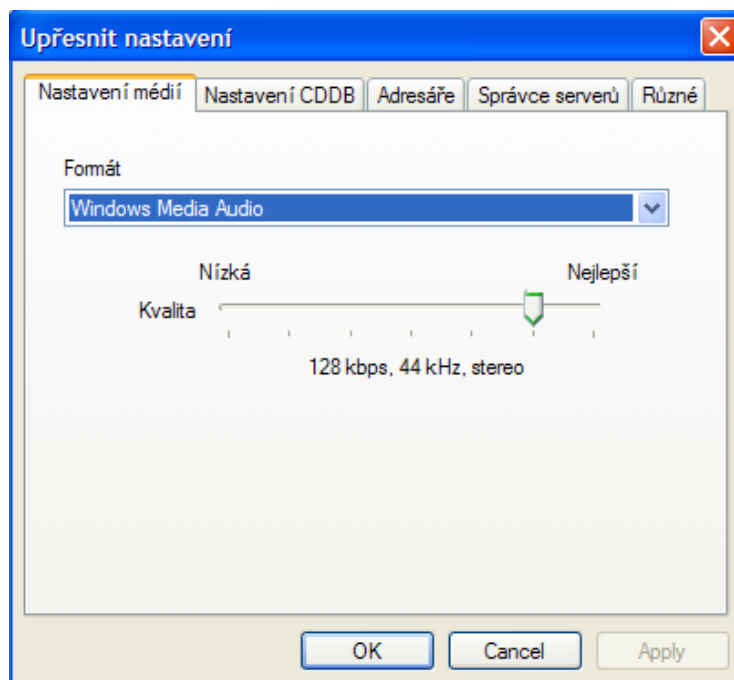 Upřesnit nastavení
Nastavení médií Nastavení CDDB Adresáře Správce serverů Různé
Formát
Windows Media Audio
Nízká Nejlepší
Kvalita
128 kbps, 44 kHz, stereo
OK Cancel Apply